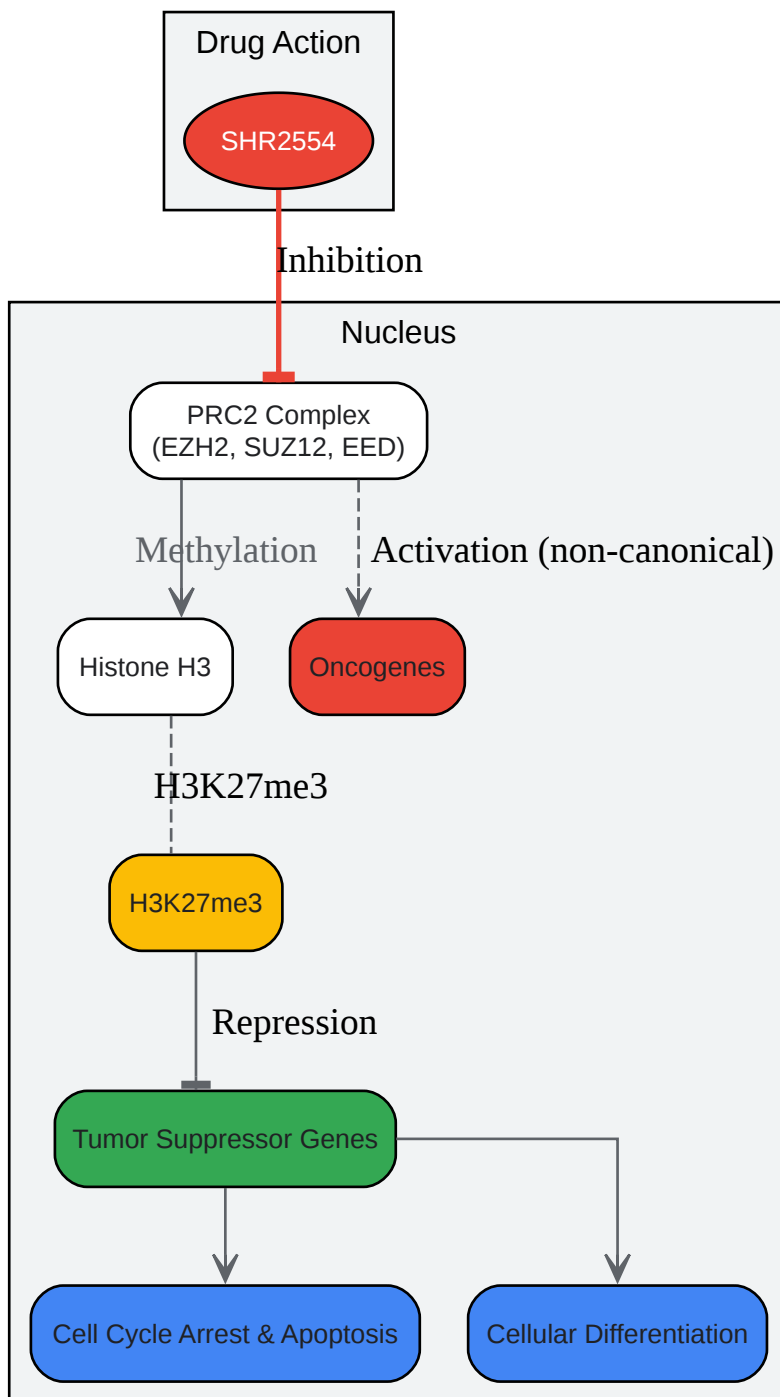 Drug Action
SHR2554
Inhibition
Nucleus
PRC2 Complex
(EZH2, SUZ12, EED)
Methylation
Activation (non-canonical)
Histone H3
Oncogenes
H3K27me3
H3K27me3
Repression
Tumor Suppressor Genes
Cell Cycle Arrest & Apoptosis
Cellular Differentiation